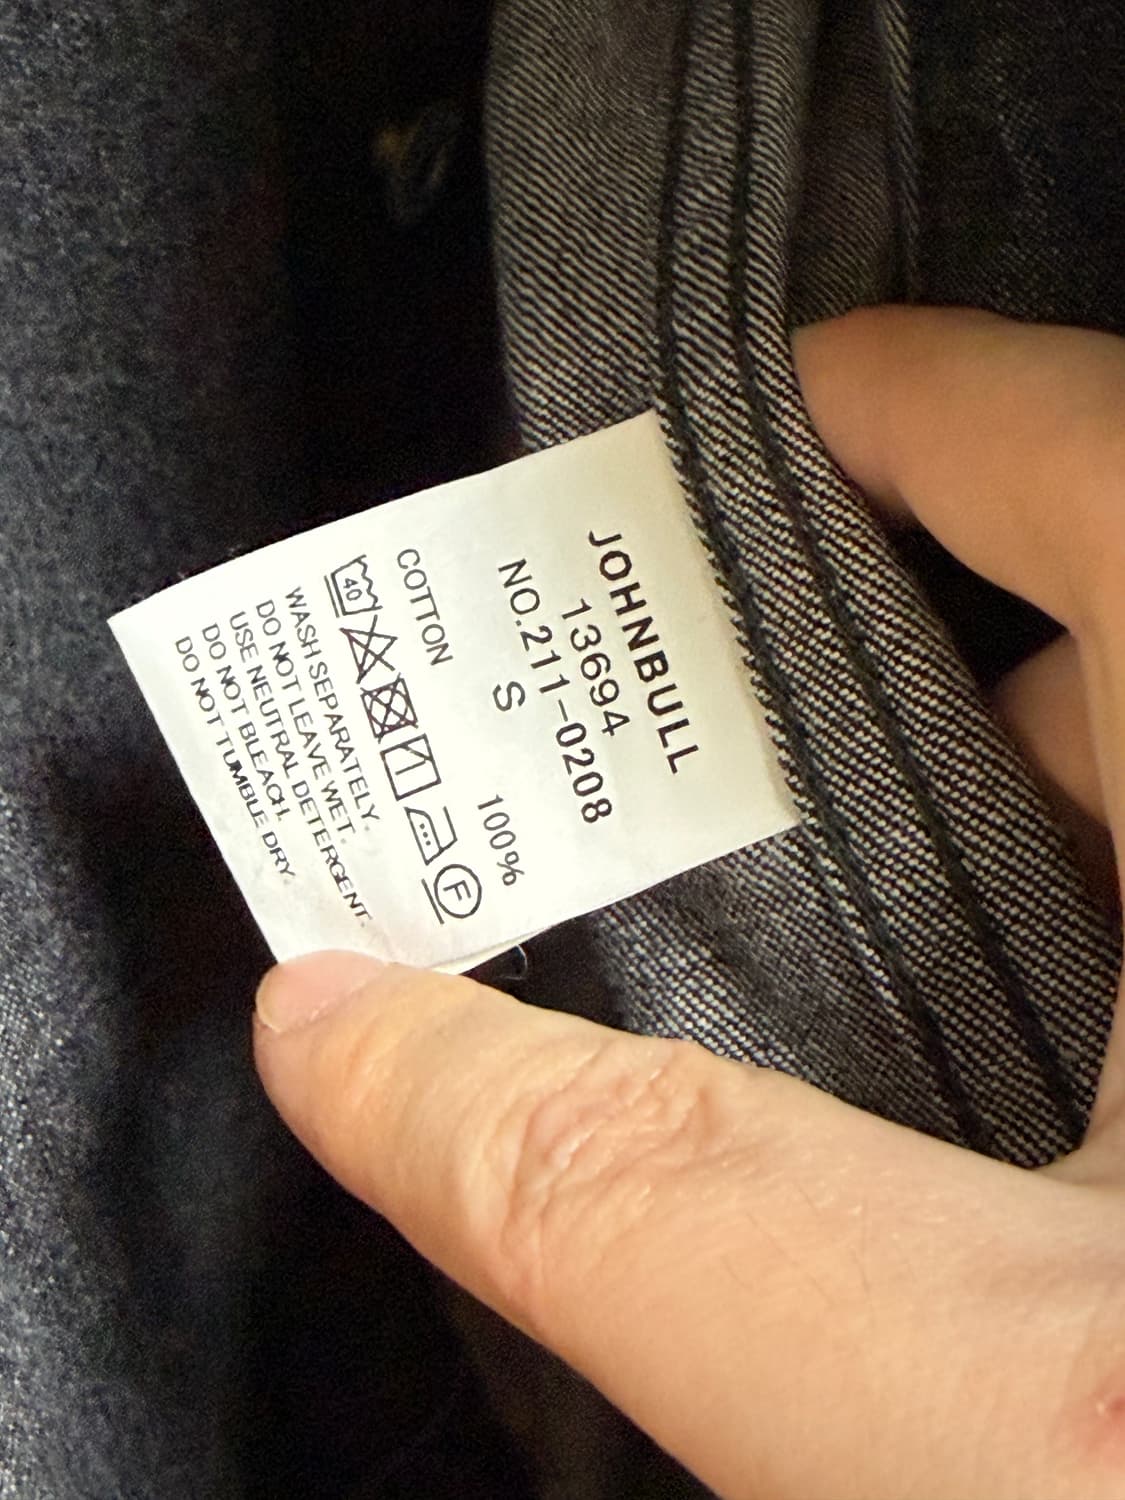 JOHNBULL
13694
NO.211-0208
S
COTTON 100%
40 F
WASH SEPARATELY.
DO NOT LEAVE WET.
USE NEUTRAL DETERGENT.
DO NOT BLEACH.
DO NOT TUMBLE DRY.